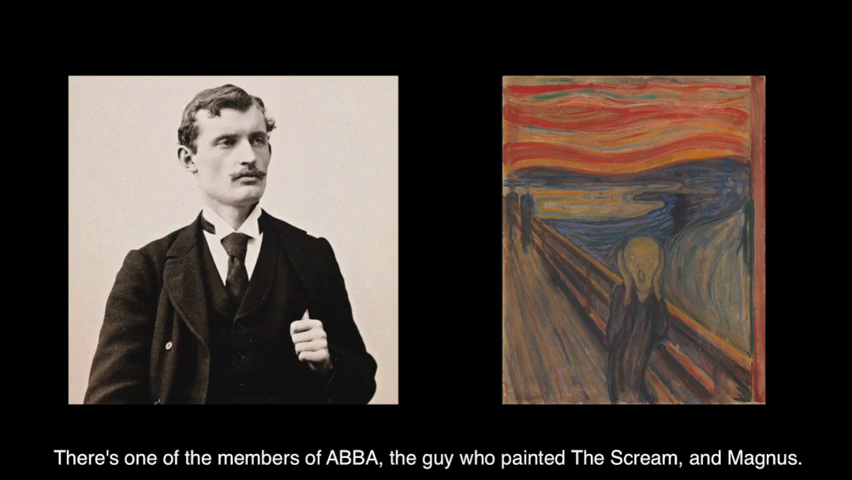 There's one of the members of ABBA, the guy who painted The Scream, and Magnus.